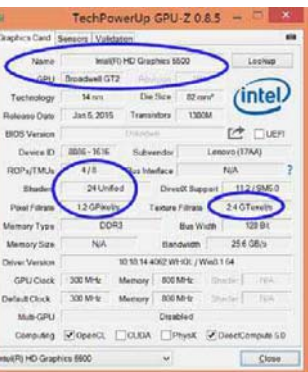 TechPowerUp GPU-Z 0.8.5
Graphics Card Sensors Validation
Name Intel(R) HD Graphics 5500 Lookup
GPU Broadwell GT2
Technology 14 nm Die Size 82 mm²
Release Date Jan 5, 2015 Transistors 1300M
(intel)
BIOS Version Unknown UEFI
Device ID 8086 - 1616 Subvendor Lenovo (17AA)
ROPs/TMUs 4 / 8 Bus Interface N/A ?
Shaders 24 Unified DirectX Support 11.2 / SM5.0
Pixel Fillrate 1.2 GPixel/s Texture Fillrate 2.4 GTexel/s
Memory Type DDR3 Bus Width 128 Bit
Memory Size N/A Bandwidth 25.6 GB/s
Driver Version
GPU Clock 300 MHz Memory 800 MHz Shader N/A
Default Clock 300 MHz Memory 800 MHz Shader N/A
Multi-GPU Disabled
Computing OpenCL CUDA PhysX DirectCompute 5.0
Intel(R) HD Graphics 5500 Close